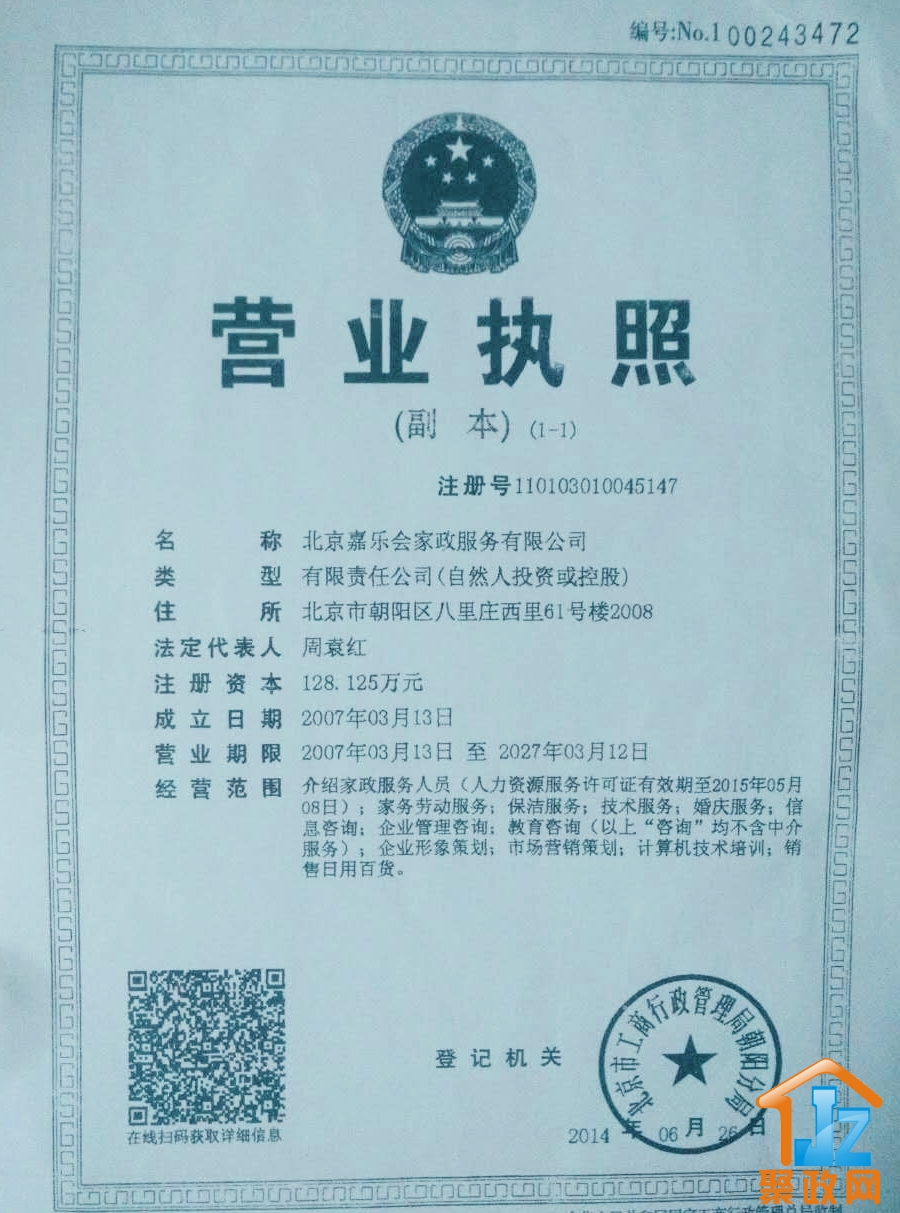 编号:No.1 00243472
营业执照
(副 本) (1-1)
注册号110103010045147
名 称 北京嘉乐会家政服务有限公司
类 型 有限责任公司(自然人投资或控股)
住 所 北京市朝阳区八里庄西里61号楼2008
法定代表人 周袁红
注册资本 128.125万元
成立日期 2007年03月13日
营业期限 2007年03月13日 至 2027年03月12日
经营范围 介绍家政服务人员（人力资源服务许可证有效期至2015年05月
08日）；家务劳动服务；保洁服务；技术服务；婚庆服务；信
息咨询；企业管理咨询；教育咨询（以上“咨询”均不含中介
服务）；企业形象策划；市场营销策划；计算机技术培训；销
售日用百货。
在线扫码获取详细信息
登记机关
北京市工商行政管理局朝阳分局
2014 年 06 月 26 日
JZ
聚政网